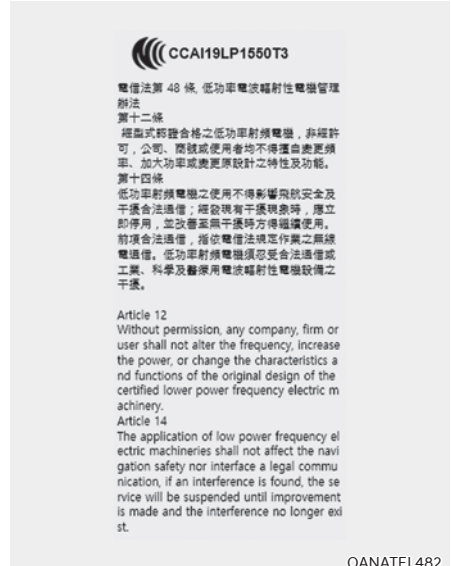 CCAI19LP1550T3
電信法第 48 條, 低功率電波輻射性電機管理
辦法
第十二條
經型式認證合格之低功率射頻電機，非經許
可，公司、商號或使用者均不得擅自變更頻
率、加大功率或變更原設計之特性及功能。
第十四條
低功率射頻電機之使用不得影響飛航安全及
干擾合法通信；經發現有干擾現象時，應立
即停用，並改善至無干擾時方得繼續使用。
前項合法通信，指依電信法規定作業之無線
電通信。低功率射頻電機須忍受合法通信或
工業、科學及醫療用電波輻射性電機設備之
干擾。
Article 12
Without permission, any company, firm or
user shall not alter the frequency, increase
the power, or change the characteristics a
nd functions of the original design of the
certified lower power frequency electric m
achinery.
Article 14
The application of low power frequency el
ectric machineries shall not affect the navi
gation safety nor interface a legal commu
nication, if an interference is found, the se
rvice will be suspended until improvement
is made and the interference no longer exi
st.
OANATEL482